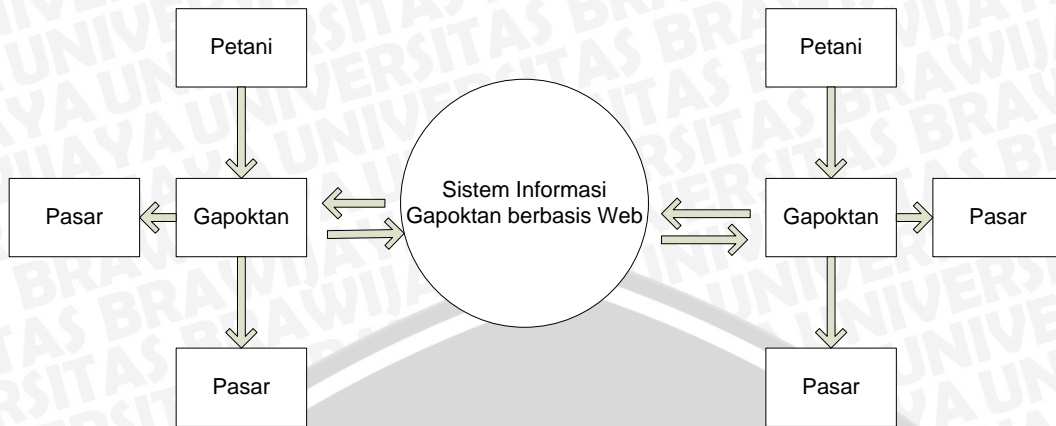 Petani
Petani
Sistem Informasi
Gapoktan berbasis Web
Pasar
Gapoktan
Gapoktan
Pasar
Pasar
Pasar